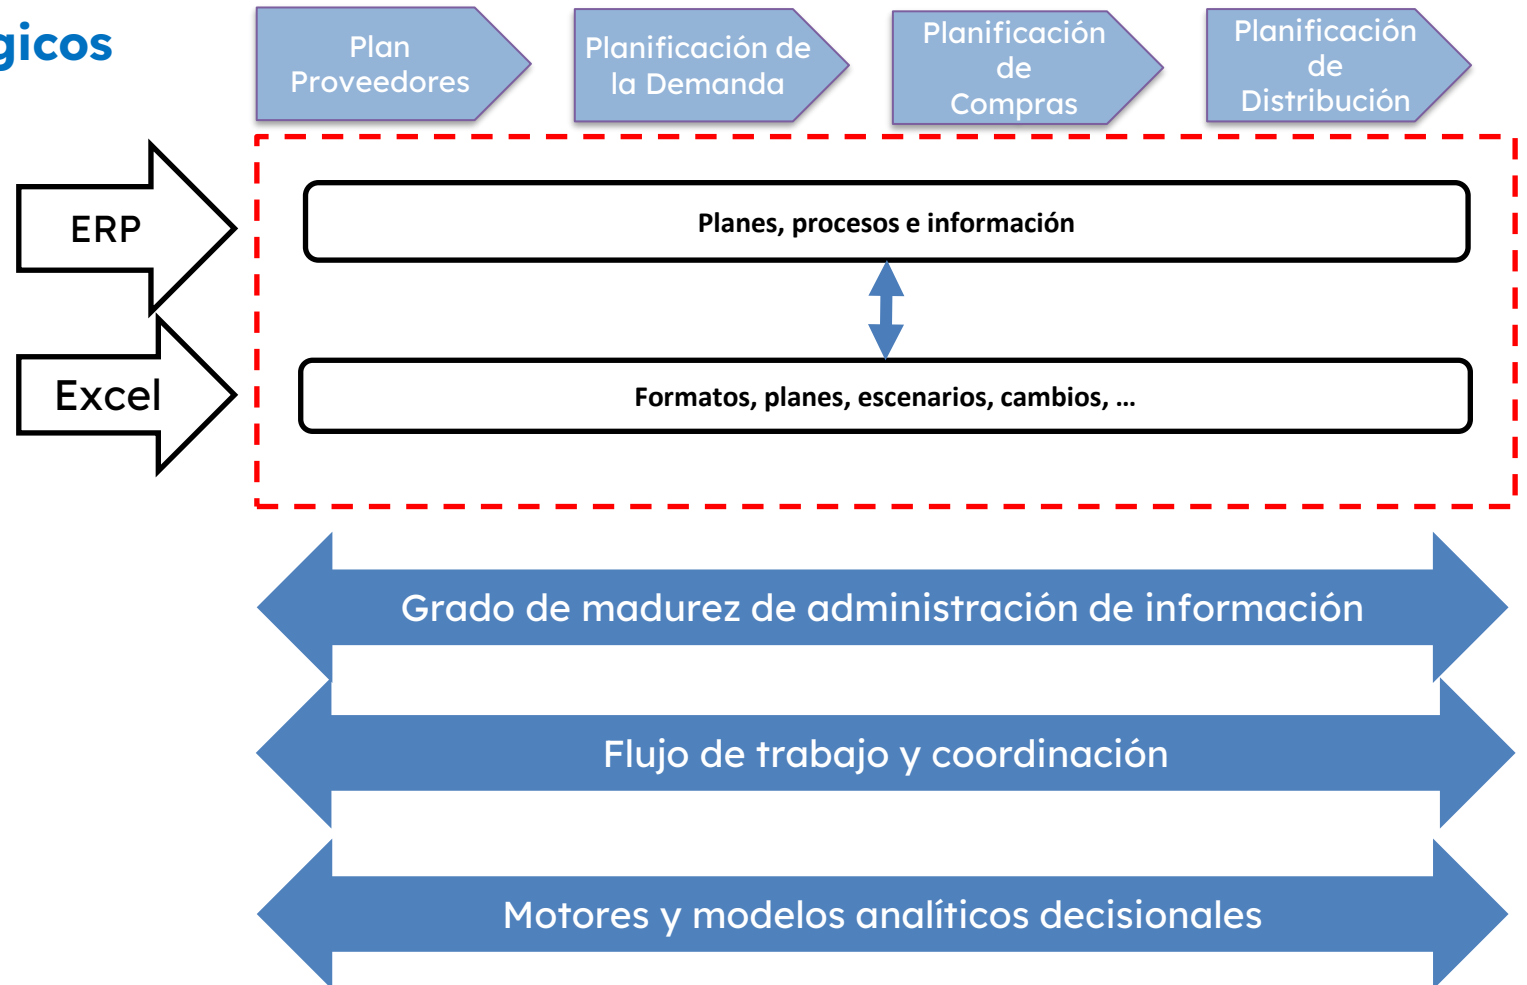 gicos
Plan
Proveedores
Planificación de
la Demanda
Planificación
de
Compras
Planificación
de
Distribución
ERP
Planes, procesos e información
Excel
Formatos, planes, escenarios, cambios, ...
Grado de madurez de administración de información
Flujo de trabajo y coordinación
Motores y modelos analíticos decisionales